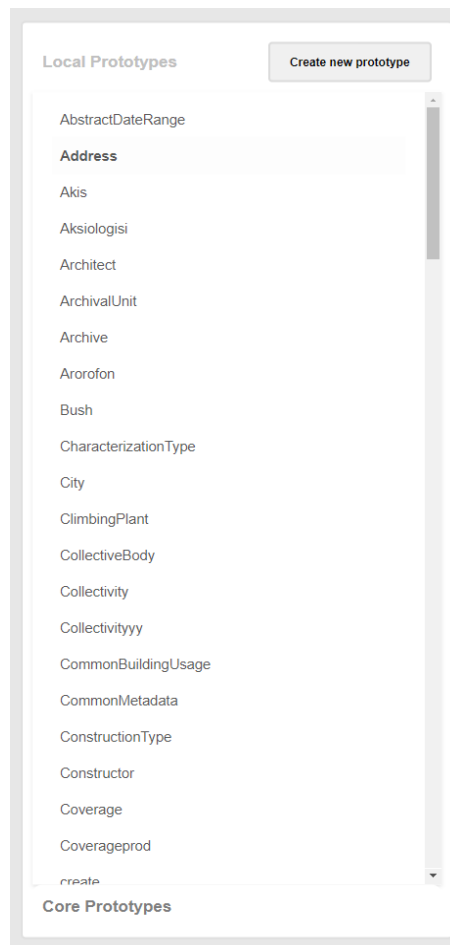 Local Prototypes
Create new prototype
AbstractDateRange
Address
Akis
Aksiologisi
Architect
ArchivalUnit
Archive
Arorofon
Bush
CharacterizationType
City
ClimbingPlant
CollectiveBody
Collectivity
Collectivityyy
CommonBuildingUsage
CommonMetadata
ConstructionType
Constructor
Coverage
Coverageprod
create
Core Prototypes